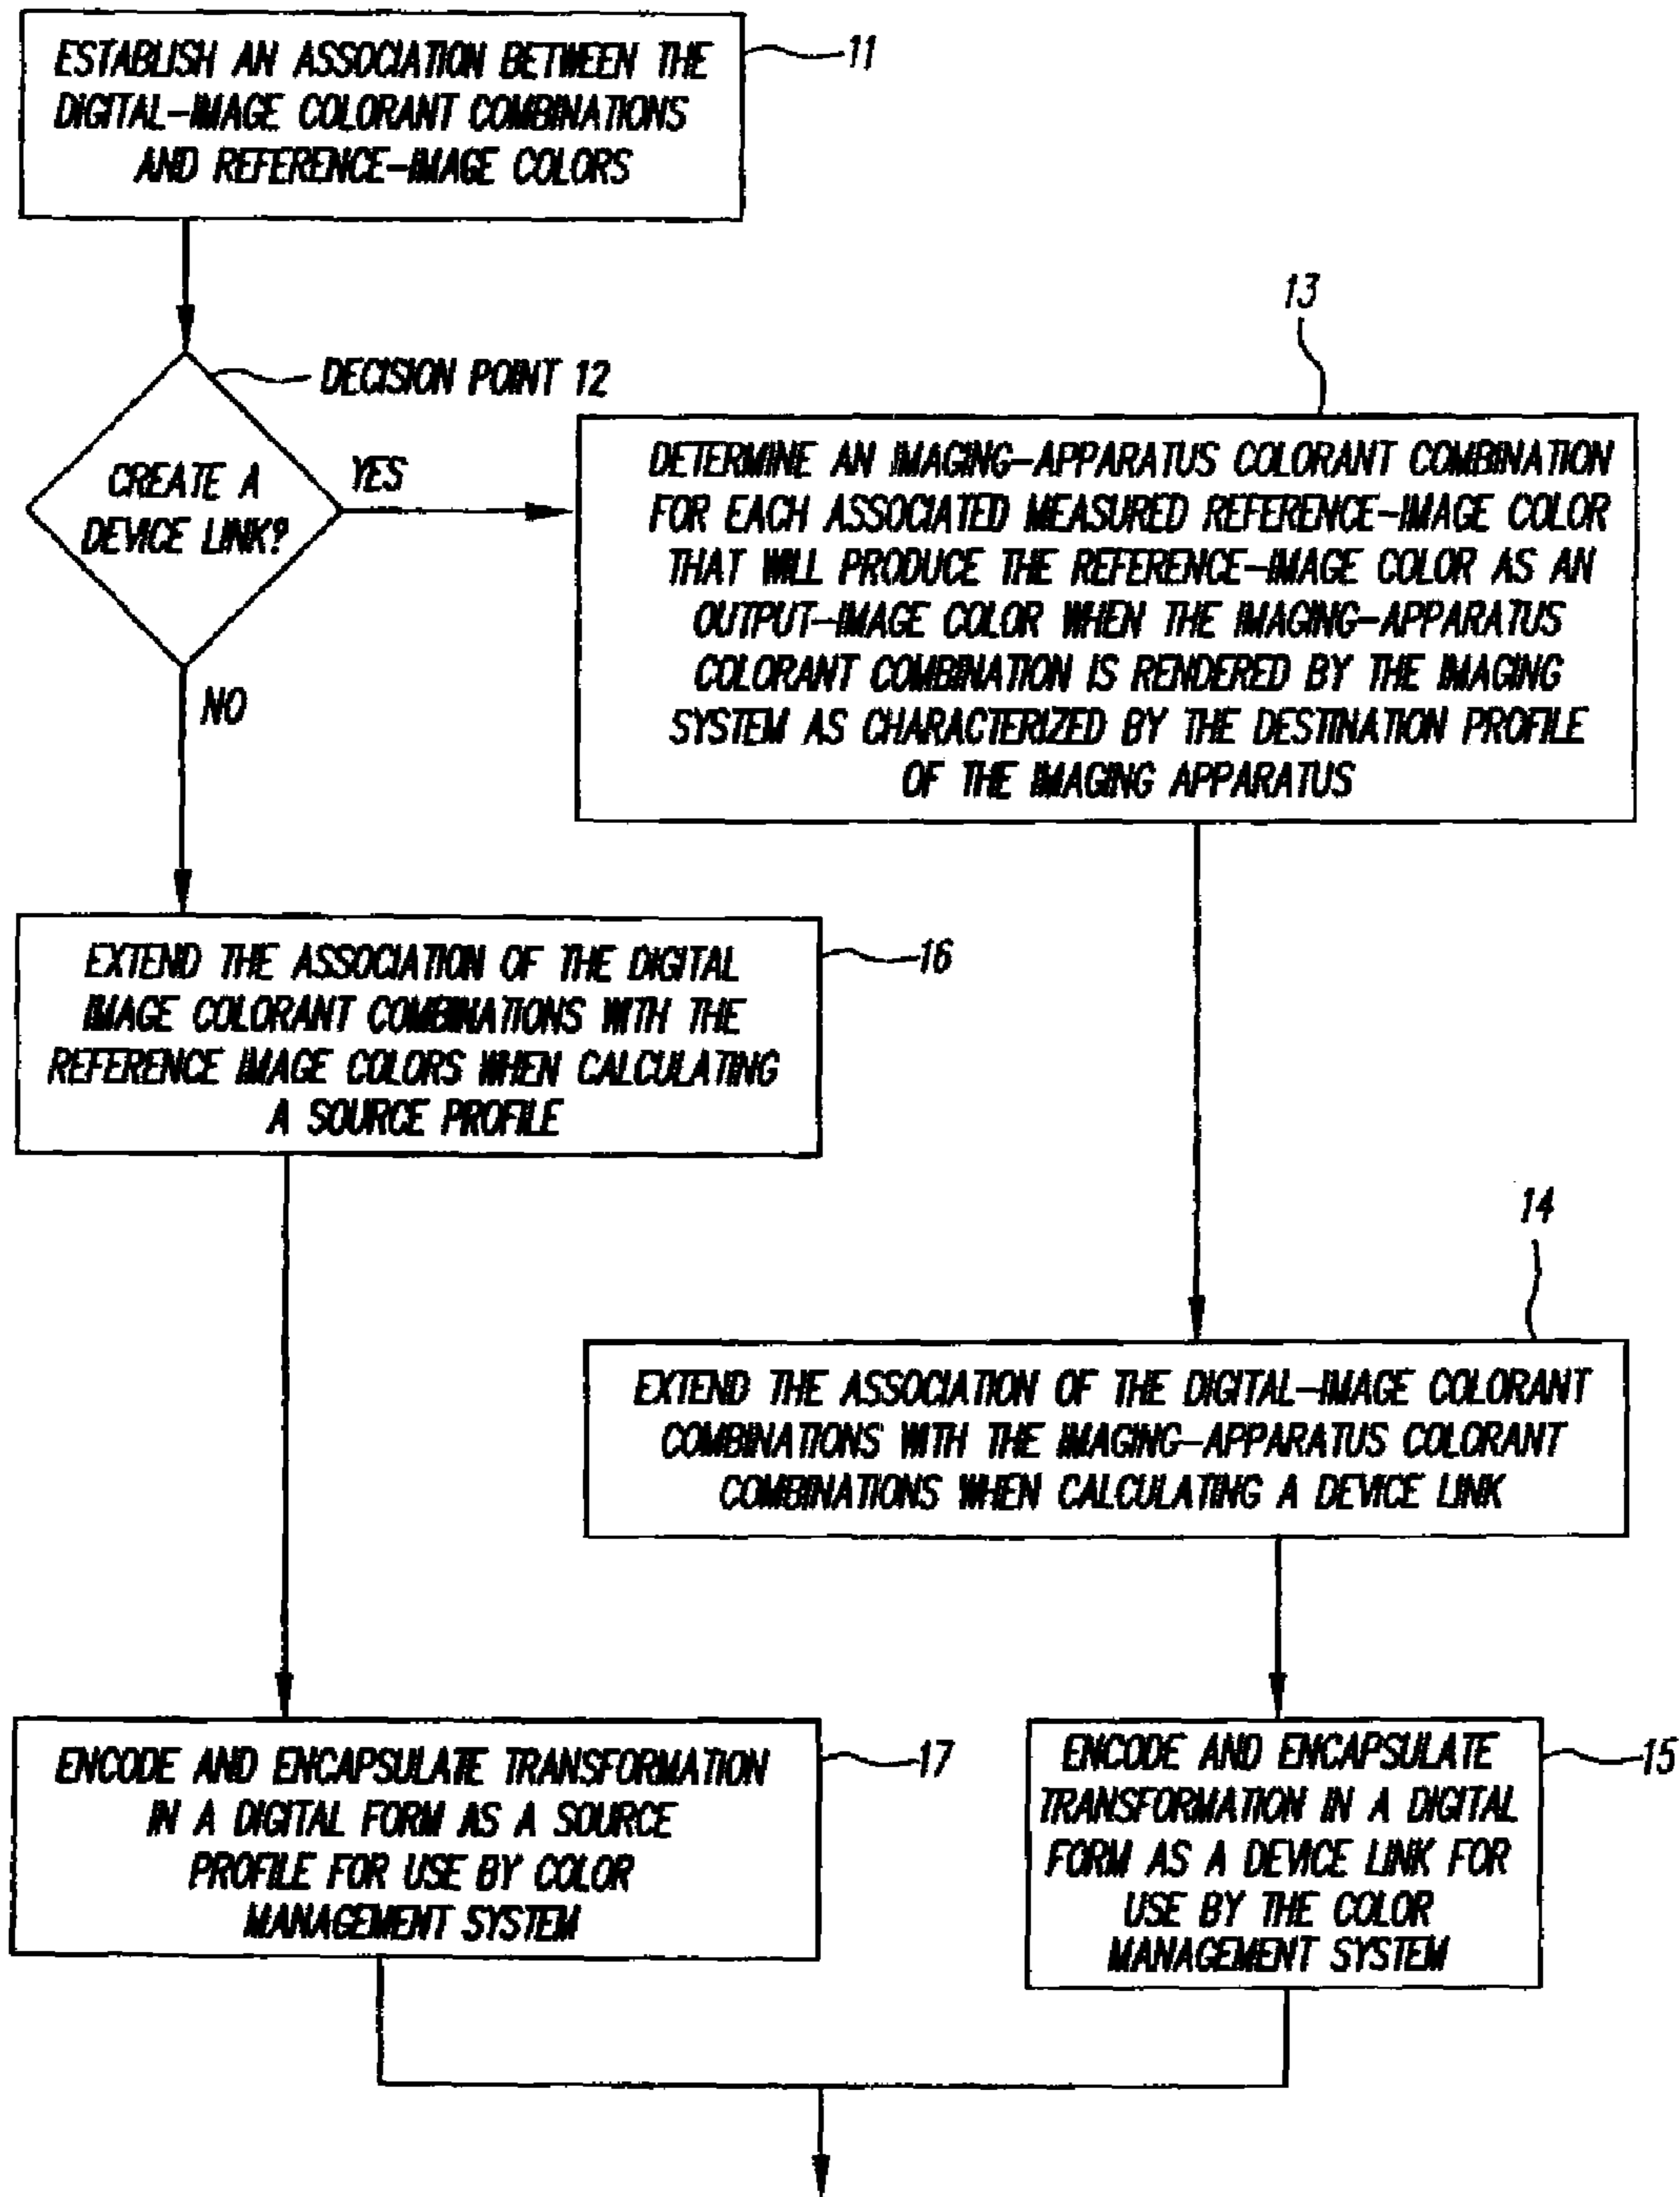 ESTABLISH AN ASSOCIATION BETWEEN THE
DIGITAL-IMAGE COLORANT COMBINATIONS
AND REFERENCE-IMAGE COLORS
11
DECISION POINT 12
CREATE A
DEVICE LINK?
YES
NO
13
DETERMINE AN IMAGING-APPARATUS COLORANT COMBINATION
FOR EACH ASSOCIATED MEASURED REFERENCE-IMAGE COLOR
THAT WILL PRODUCE THE REFERENCE-IMAGE COLOR AS AN
OUTPUT-IMAGE COLOR WHEN THE IMAGING-APPARATUS
COLORANT COMBINATION IS RENDERED BY THE IMAGING
SYSTEM AS CHARACTERIZED BY THE DESTINATION PROFILE
OF THE IMAGING APPARATUS
EXTEND THE ASSOCIATION OF THE DIGITAL
IMAGE COLORANT COMBINATIONS WITH THE
REFERENCE IMAGE COLORS WHEN CALCULATING
A SOURCE PROFILE
16
14
EXTEND THE ASSOCIATION OF THE DIGITAL-IMAGE COLORANT
COMBINATIONS WITH THE IMAGING-APPARATUS COLORANT
COMBINATIONS WHEN CALCULATING A DEVICE LINK
ENCODE AND ENCAPSULATE TRANSFORMATION
IN A DIGITAL FORM AS A SOURCE
PROFILE FOR USE BY COLOR
MANAGEMENT SYSTEM
17
ENCODE AND ENCAPSULATE
TRANSFORMATION IN A DIGITAL
FORM AS A DEVICE LINK FOR
USE BY THE COLOR
MANAGEMENT SYSTEM
15